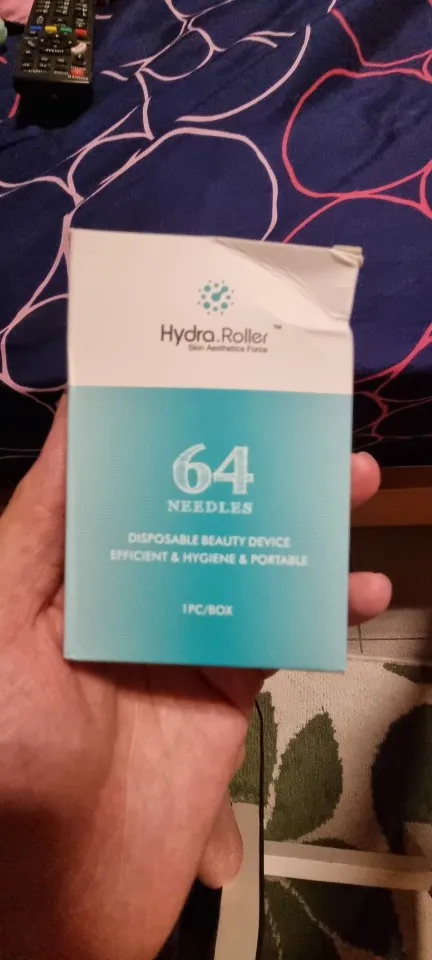 Hydra.Roller™
Skin Aesthetics Force
64
NEEDLES
DISPOSABLE BEAUTY DEVICE
EFFICIENT & HYGIENE & PORTABLE
1PC/BOX